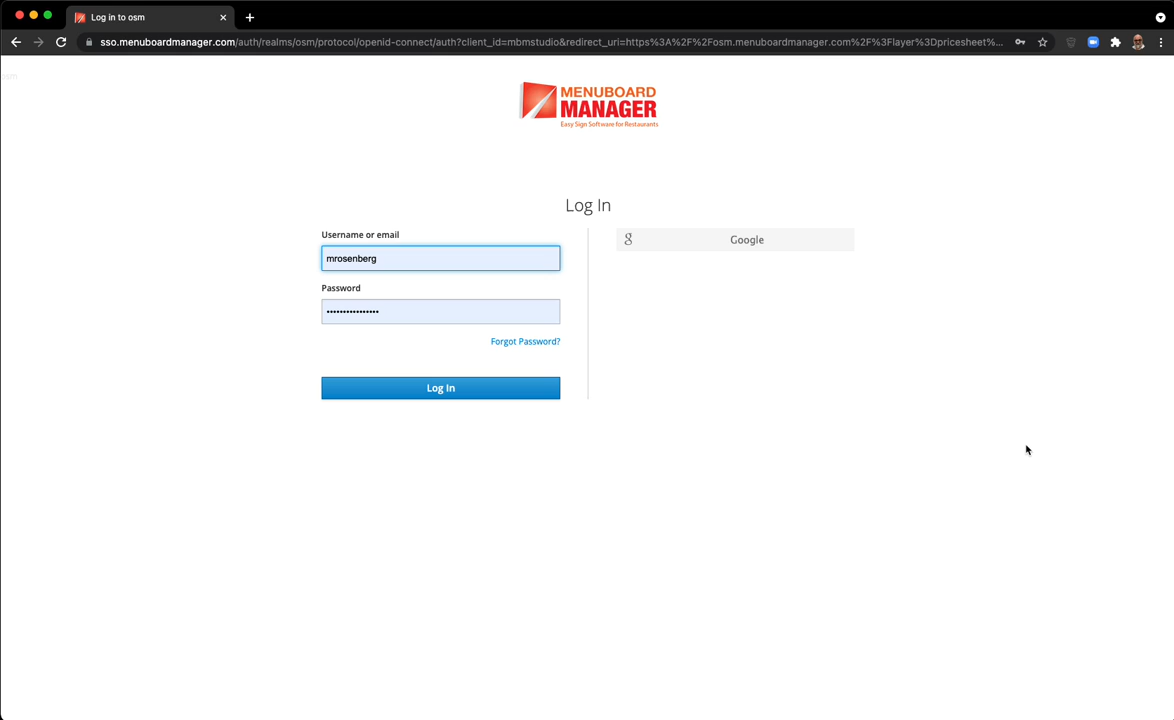 Log in to osm
sso.menuboardmanager.com/auth/realms/osm/protocol/openid-connect/auth?client_id=mbmstudio&redirect_uri=https%3A%2F%2Fosm.menuboardmanager.com%2F%3Flayer%3Dpricesheet%...
osm
MENUBOARD
MANAGER
Easy Sign Software for Restaurants
Log In
Username or email
mrosenberg
Password
•••••••••••••••
Forgot Password?
Log In
g Google